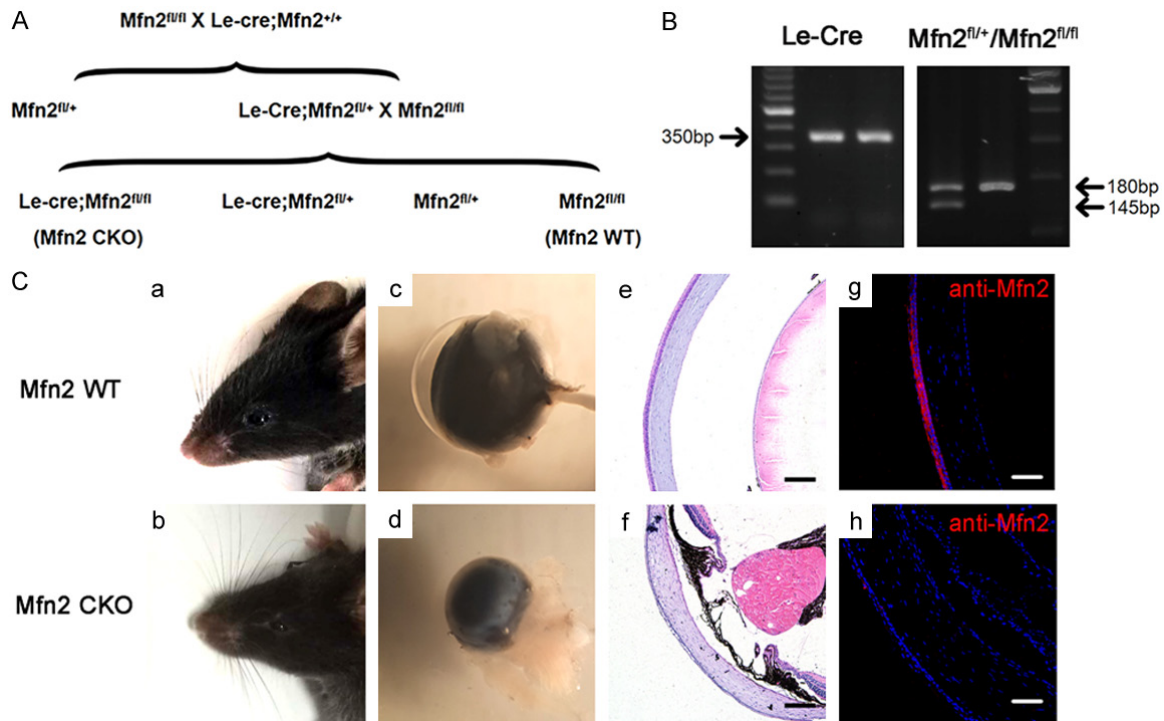 A
Mfn2fl/fl X Le-cre;Mfn2+/+
Mfn2fl/+ Le-Cre;Mfn2fl/+ X Mfn2fl/fl
Le-cre;Mfn2fl/fl Le-cre;Mfn2fl/+ Mfn2fl/+ Mfn2fl/fl
(Mfn2 CKO) (Mfn2 WT)
B
Le-Cre Mfn2fl/+/Mfn2fl/fl
350bp
180bp
145bp
C
a c e g anti-Mfn2
Mfn2 WT
b d f h anti-Mfn2
Mfn2 CKO